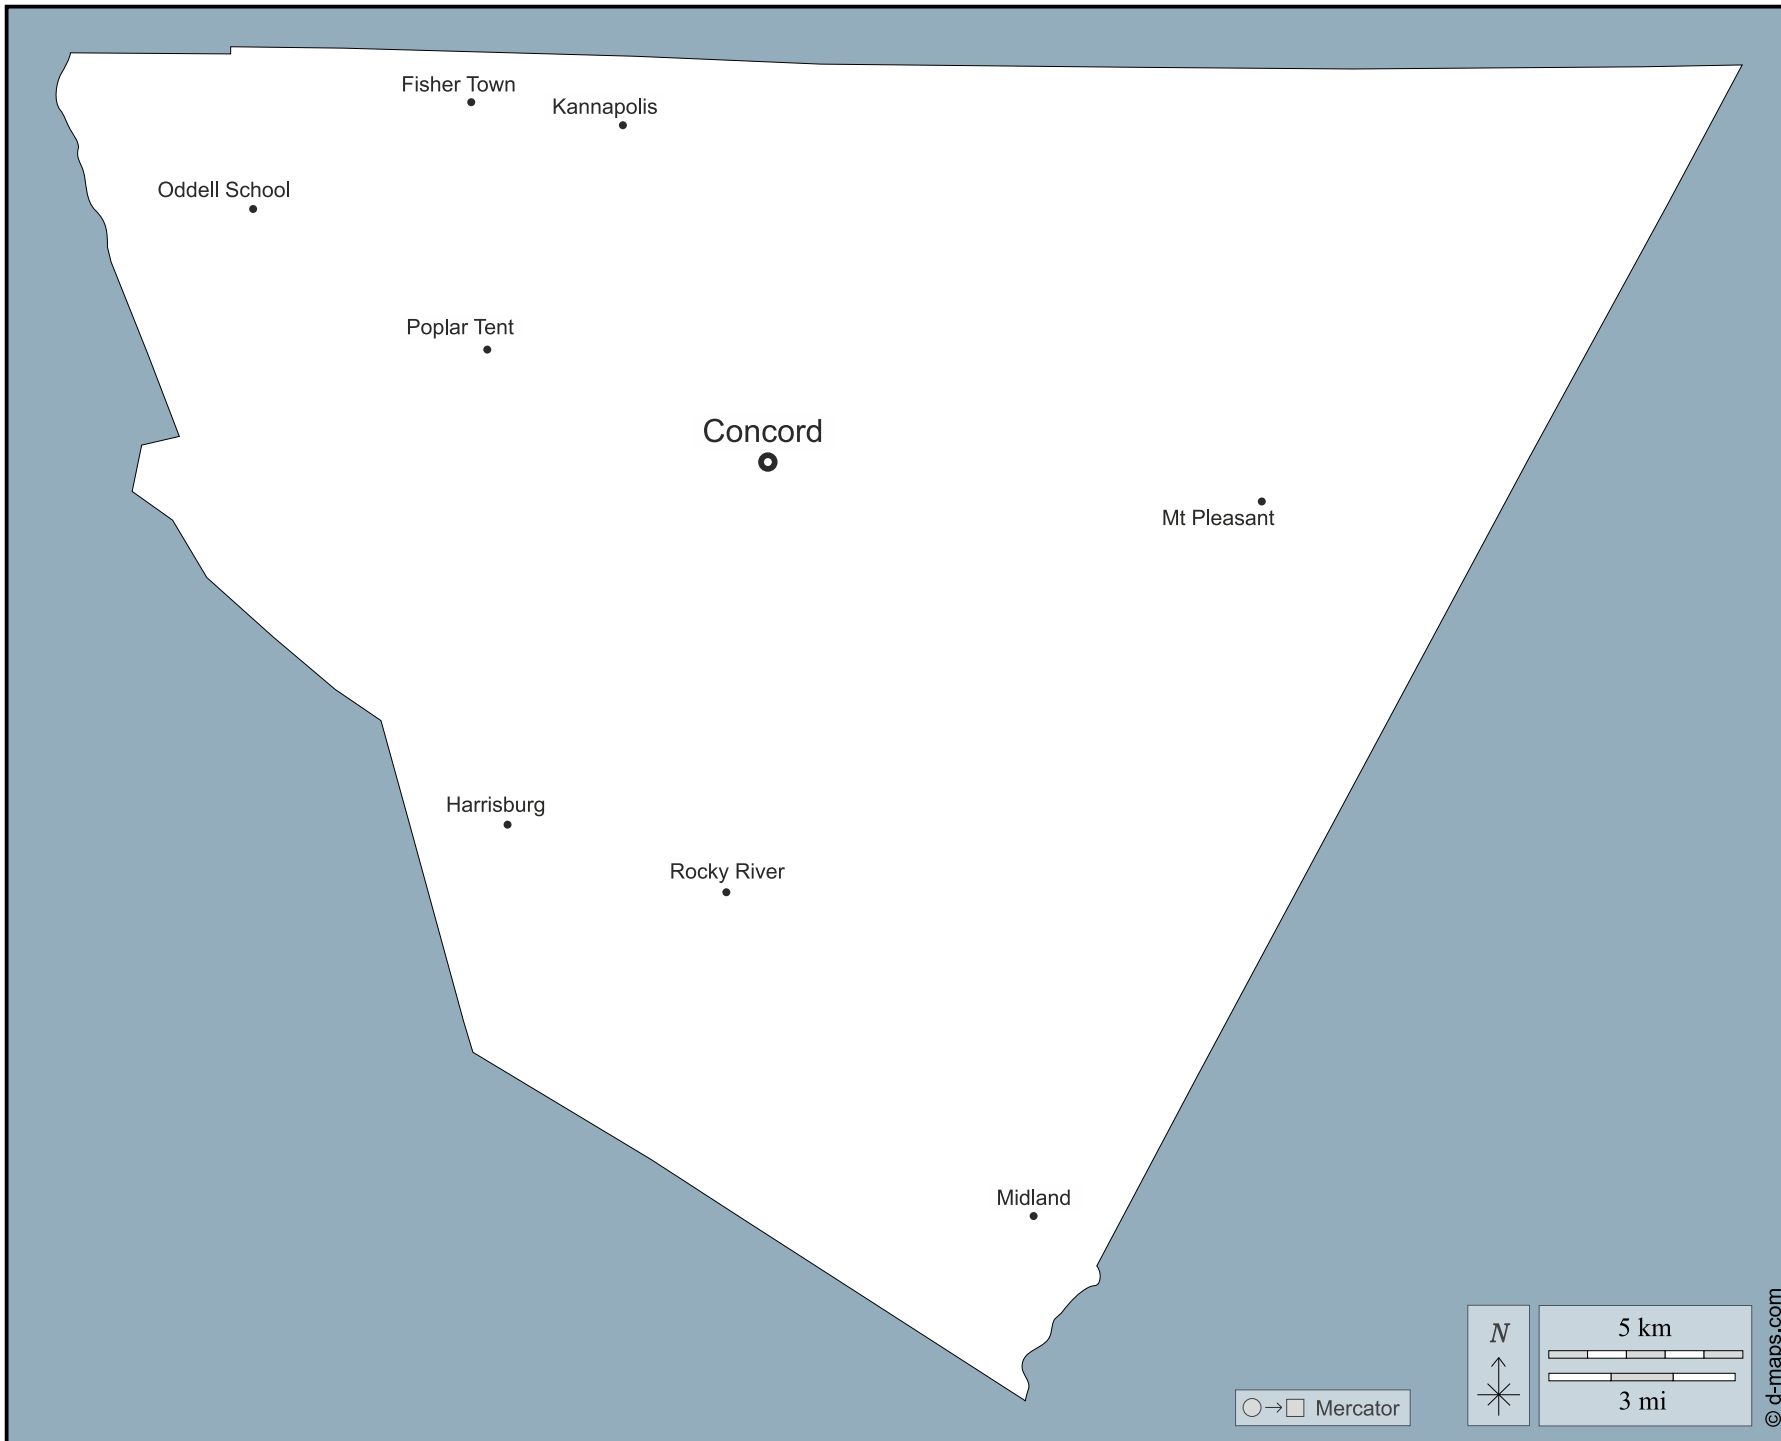 Fisher Town
Kannapolis
Oddell School
Poplar Tent
Concord
Mt Pleasant
Harrisburg
Rocky River
Midland
N
5 km
3 mi
Mercator
© d-maps.com